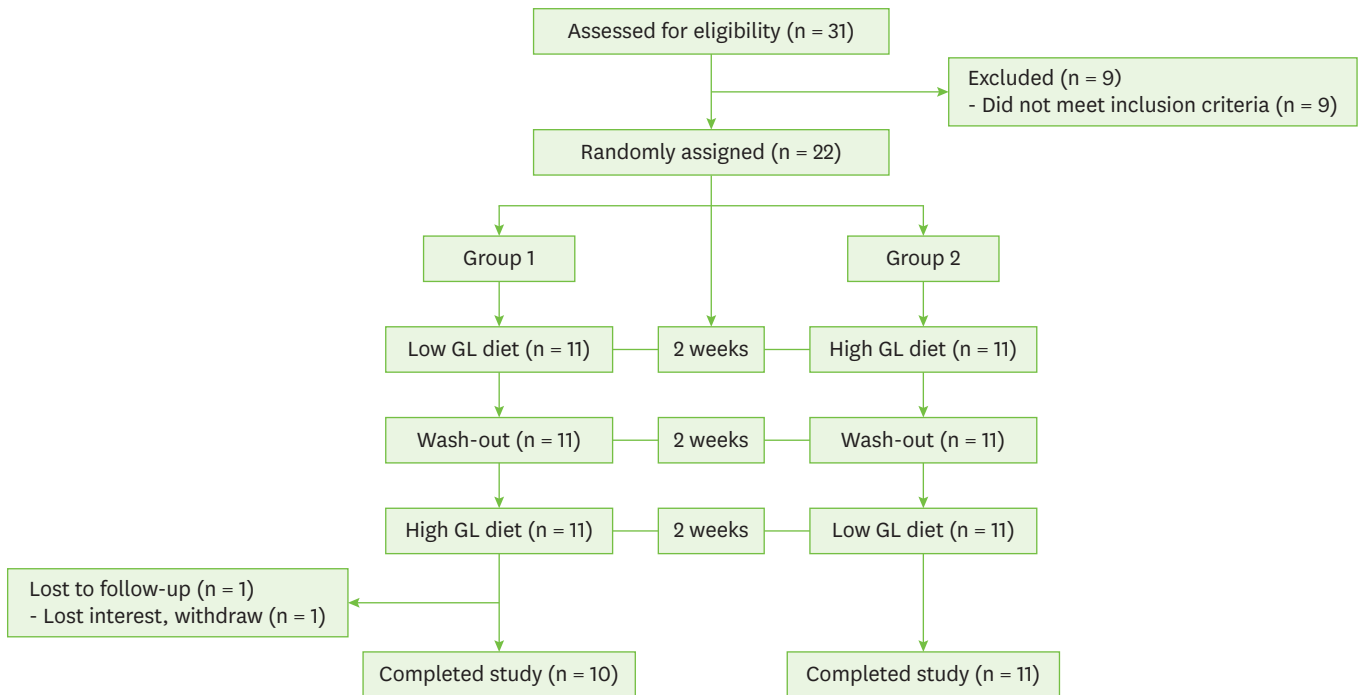 Assessed for eligibility (n = 31)
Excluded (n = 9)
- Did not meet inclusion criteria (n = 9)
Randomly assigned (n = 22)
Group 1
Group 2
Low GL diet (n = 11)
2 weeks
High GL diet (n = 11)
Wash-out (n = 11)
2 weeks
Wash-out (n = 11)
High GL diet (n = 11)
2 weeks
Low GL diet (n = 11)
Lost to follow-up (n = 1)
- Lost interest, withdraw (n = 1)
Completed study (n = 10)
Completed study (n = 11)